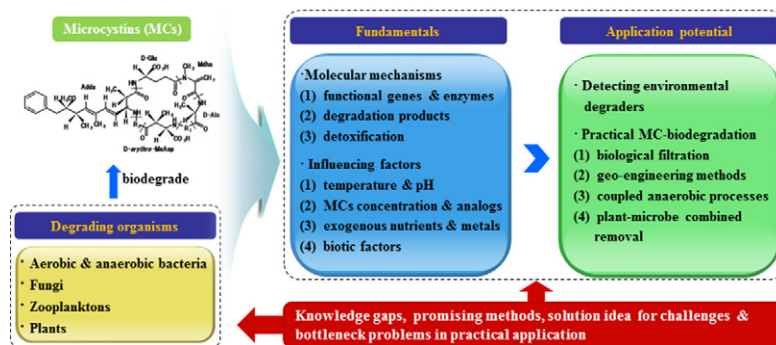 Microcystins (MCs)
D-Glu
Mdha
Adda
D-Ala
D-erythro-MeAsp
biodegrade
Degrading organisms
· Aerobic & anaerobic bacteria
· Fungi
· Zooplanktons
· Plants
Fundamentals
·Molecular mechanisms
(1) functional genes & enzymes
(2) degradation products
(3) detoxification
·Influencing factors
(1) temperature & pH
(2) MCs concentration & analogs
(3) exogenous nutrients & metals
(4) biotic factors
Application potential
· Detecting environmental
degraders
· Practical MC-biodegradation
(1) biological filtration
(2) geo-engineering methods
(3) coupled anaerobic processes
(4) plant-microbe combined
removal
Knowledge gaps, promising methods, solution idea for challenges &
bottleneck problems in practical application